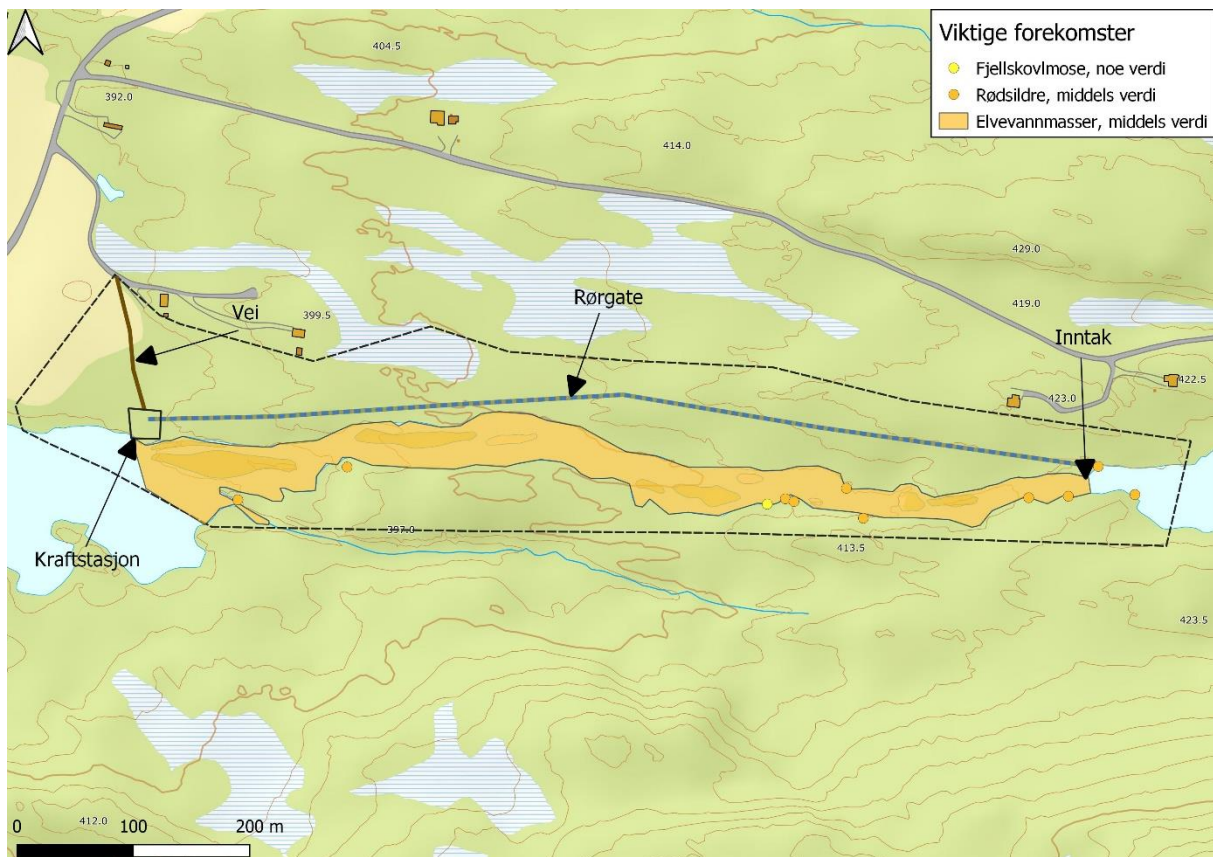 Viktige forekomster
Fjellskovlmose, noe verdi
Rødsildre, middels verdi
Elvevannmasser, middels verdi
404.5
392.0
414.0
429.0
419.0
Vei
399.5
Rørgate
Inntak
422.5
423.0
Kraftstasjon
397.0
413.5
423.5
412.0
0 100 200 m